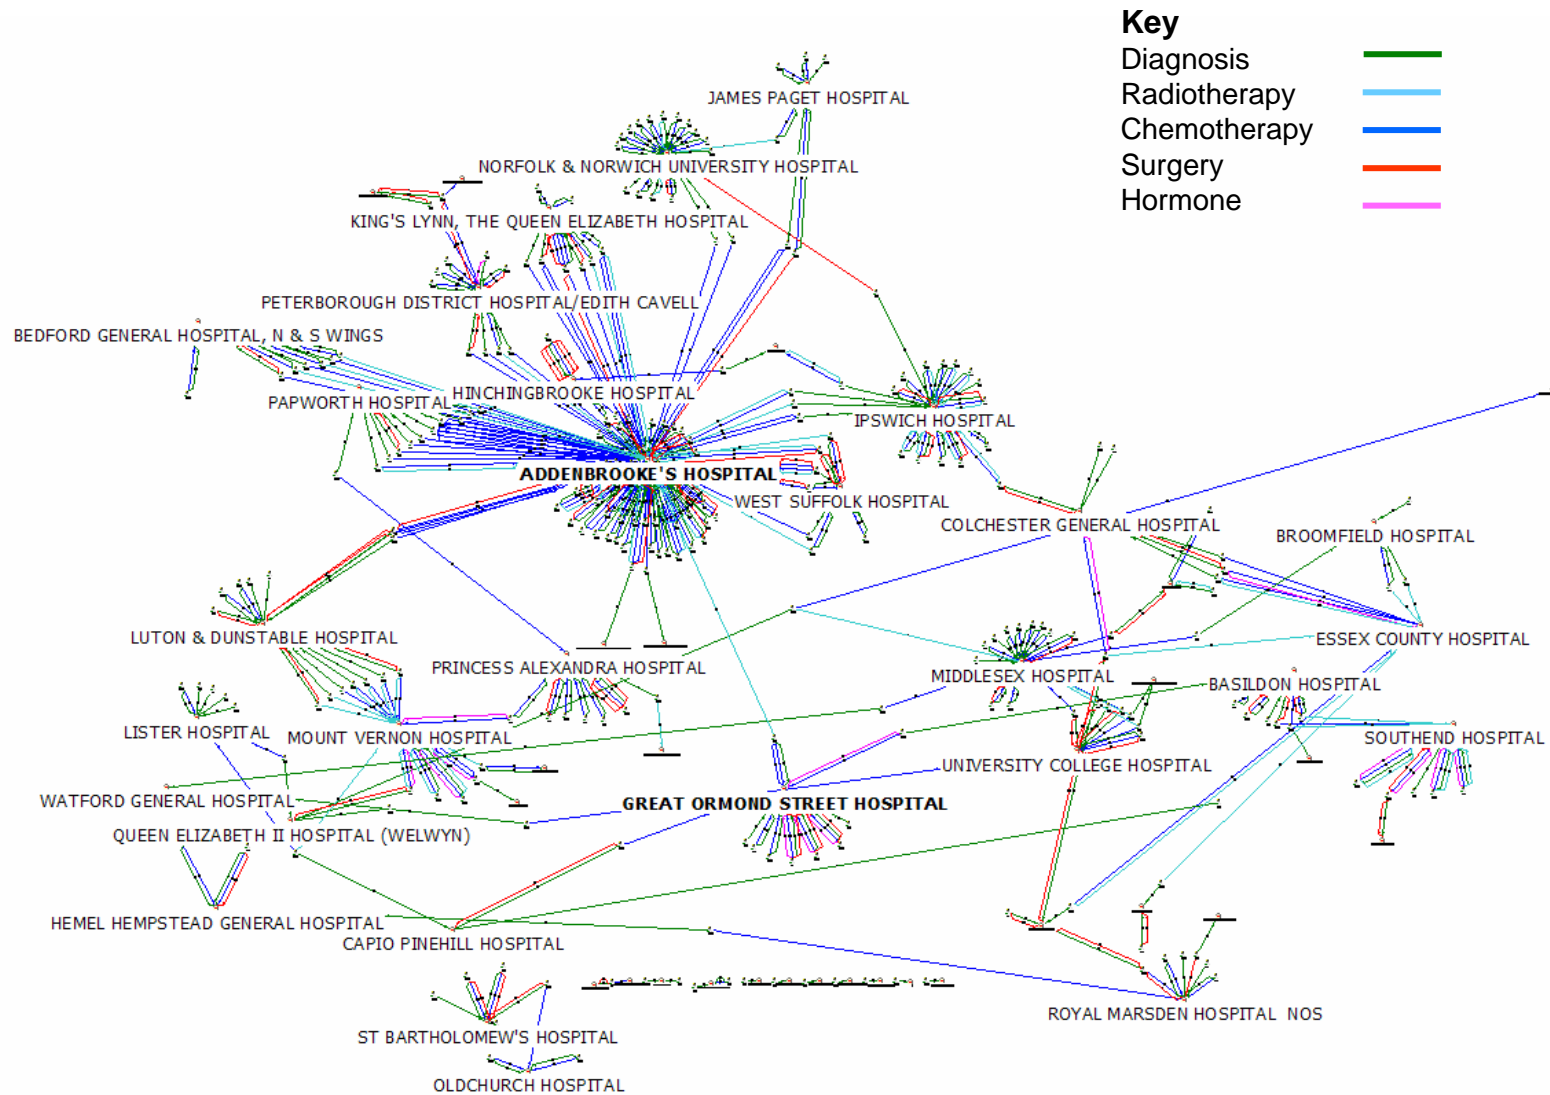 Key
Diagnosis
Radiotherapy
Chemotherapy
Surgery
Hormone
JAMES PAGET HOSPITAL
NORFOLK & NORWICH UNIVERSITY HOSPITAL
KING'S LYNN, THE QUEEN ELIZABETH HOSPITAL
PETERBOROUGH DISTRICT HOSPITAL/EDITH CAVELL
BEDFORD GENERAL HOSPITAL, N & S WINGS
HINCHINGBROOKE HOSPITAL
PAPWORTH HOSPITAL
IPSWICH HOSPITAL
ADDENBROOKE'S HOSPITAL
WEST SUFFOLK HOSPITAL
COLCHESTER GENERAL HOSPITAL
BROOMFIELD HOSPITAL
LUTON & DUNSTABLE HOSPITAL
ESSEX COUNTY HOSPITAL
PRINCESS ALEXANDRA HOSPITAL
MIDDLESEX HOSPITAL
BASILDON HOSPITAL
LISTER HOSPITAL
MOUNT VERNON HOSPITAL
SOUTHEND HOSPITAL
UNIVERSITY COLLEGE HOSPITAL
WATFORD GENERAL HOSPITAL
GREAT ORMOND STREET HOSPITAL
QUEEN ELIZABETH II HOSPITAL (WELWYN)
HEMEL HEMPSTEAD GENERAL HOSPITAL
CAPIO PINEHILL HOSPITAL
ROYAL MARSDEN HOSPITAL NOS
ST BARTHOLOMEW'S HOSPITAL
OLDCHURCH HOSPITAL